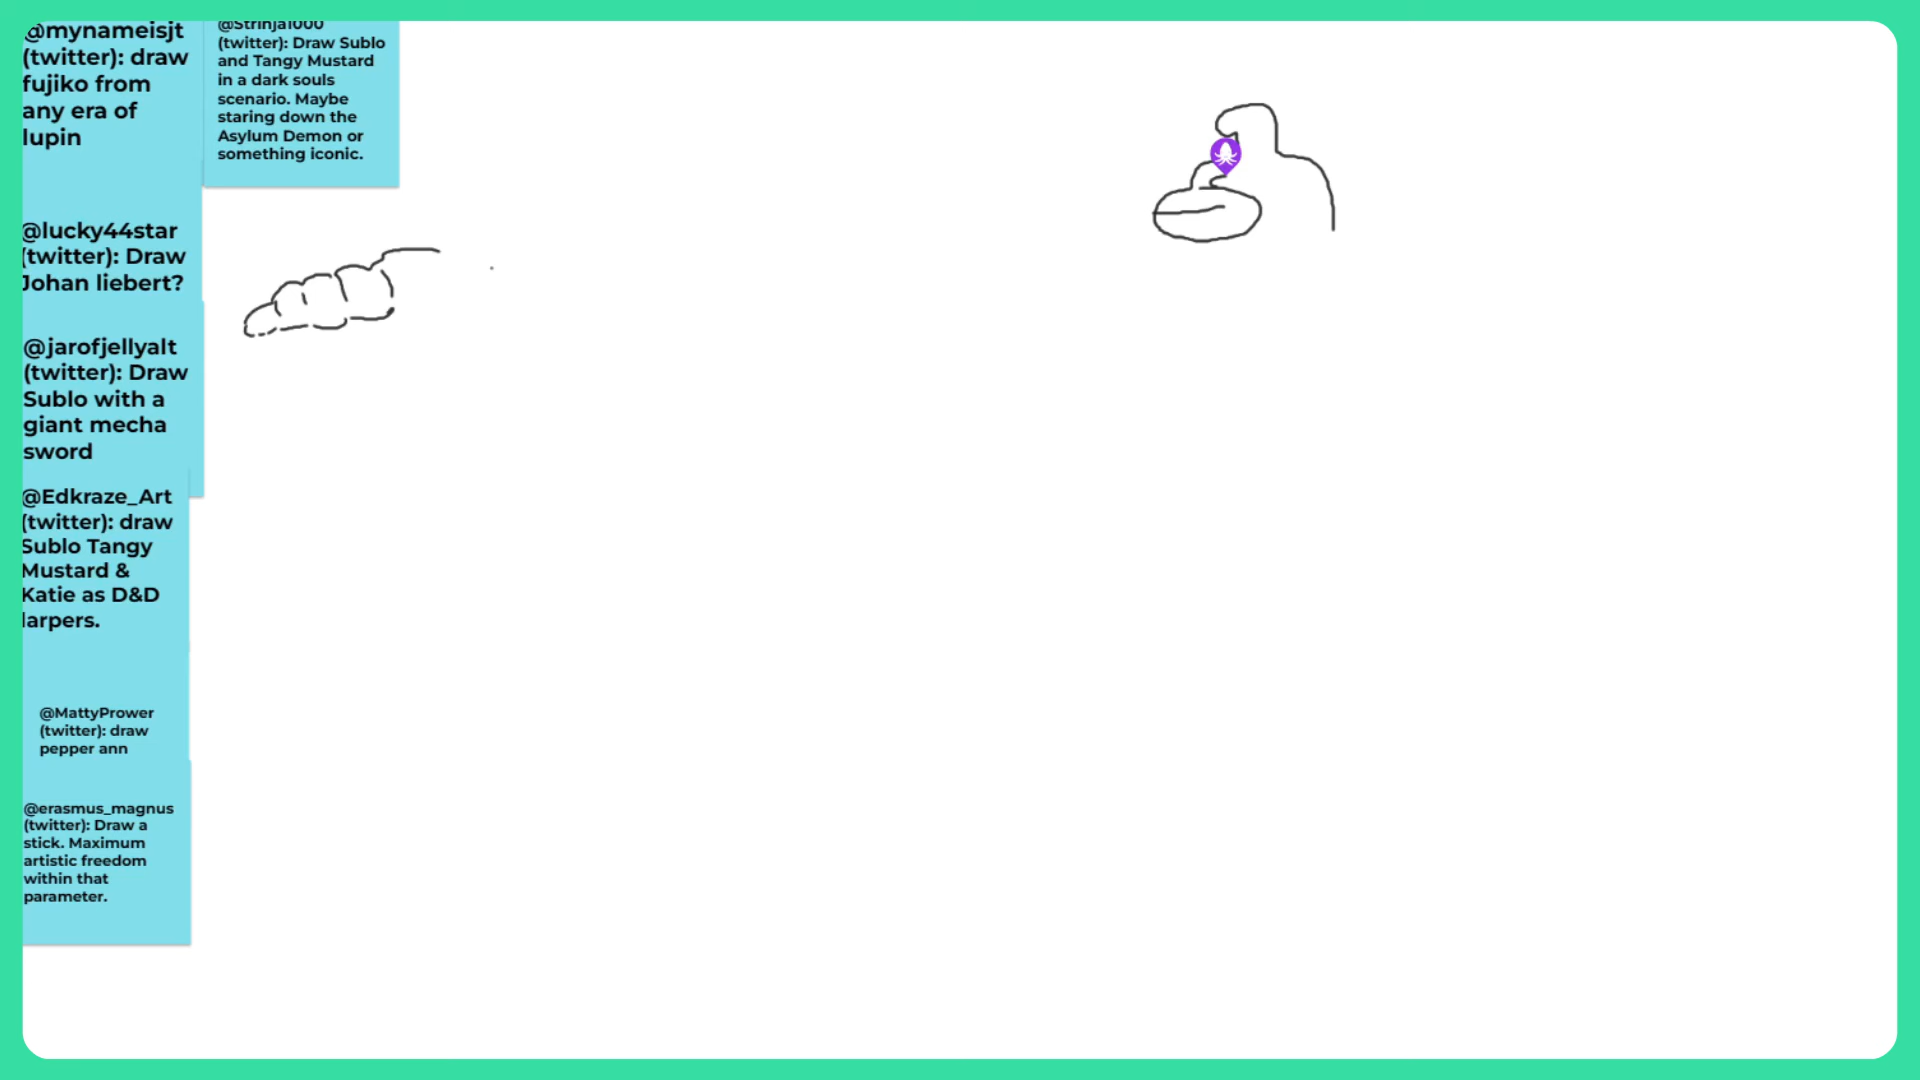 @mynameisjt
(twitter): draw
fujiko from
any era of
lupin
@Strinja1000
(twitter): Draw Sublo
and Tangy Mustard
in a dark souls
scenario. Maybe
staring down the
Asylum Demon or
something iconic.
@lucky44star
(twitter): Draw
Johan liebert?
@jarofjellyalt
(twitter): Draw
Sublo with a
giant mecha
sword
@Edkraze_Art
(twitter): draw
Sublo Tangy
Mustard &
Katie as D&D
larpers.
@MattyPrower
(twitter): draw
pepper ann
@erasmus_magnus
(twitter): Draw a
stick. Maximum
artistic freedom
within that
parameter.